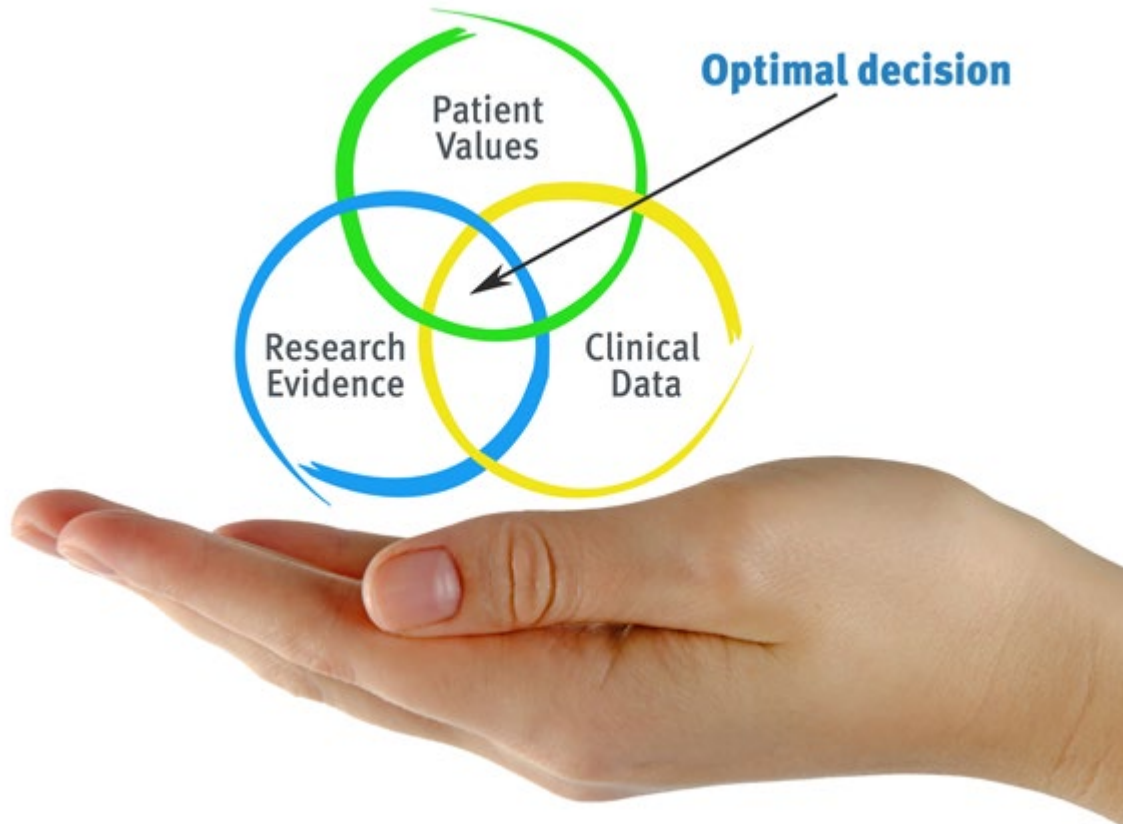 Optimal decision
Patient
Values
Research
Evidence
Clinical
Data